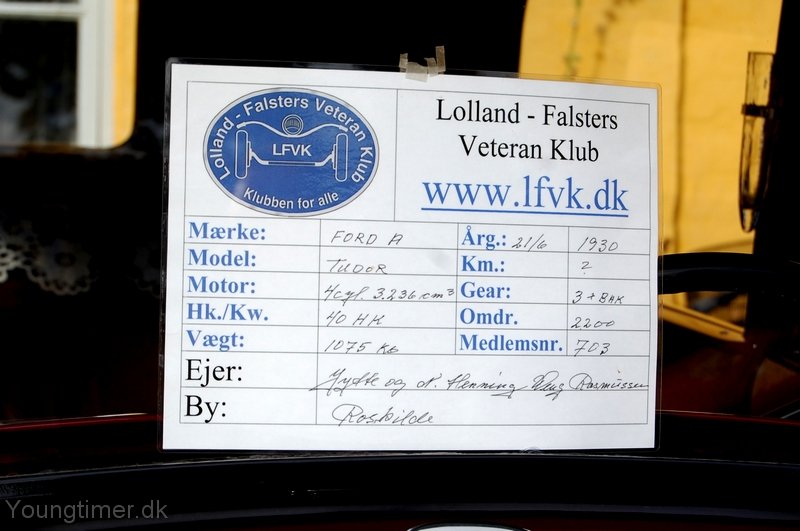 Lolland - Falsters Veteran Klub
LFVK
Klubben for alle
Lolland - Falsters
Veteran Klub
www.lfvk.dk
Mærke: FORD A Årg.: 21/6 1930
Model: TUDOR Km.: ?
Motor: 4cyl. 3.236 cm³ Gear: 3 + BAK
Hk./Kw. 40 HK Omdr. 2200
Vægt: 1075 KG Medlemsnr. 703
Ejer: Jytte og N. Henning Rasmussen
By: Roskilde
Youngtimer.dk